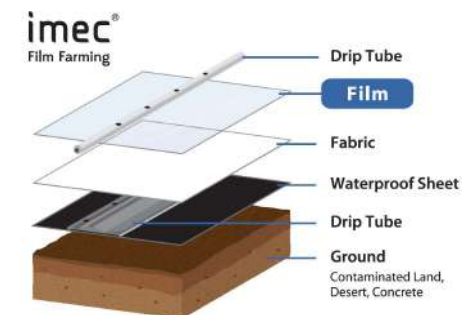 imec®
Film Farming
Drip Tube
Film
Fabric
Waterproof Sheet
Drip Tube
Ground
Contaminated Land,
Desert, Concrete